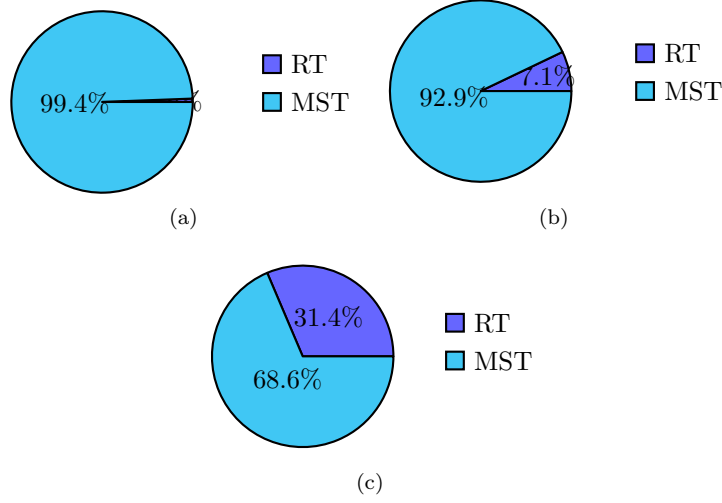 99.4%
%
RT
MST
(a)
92.9%
7.1%
RT
MST
(b)
31.4%
68.6%
RT
MST
(c)